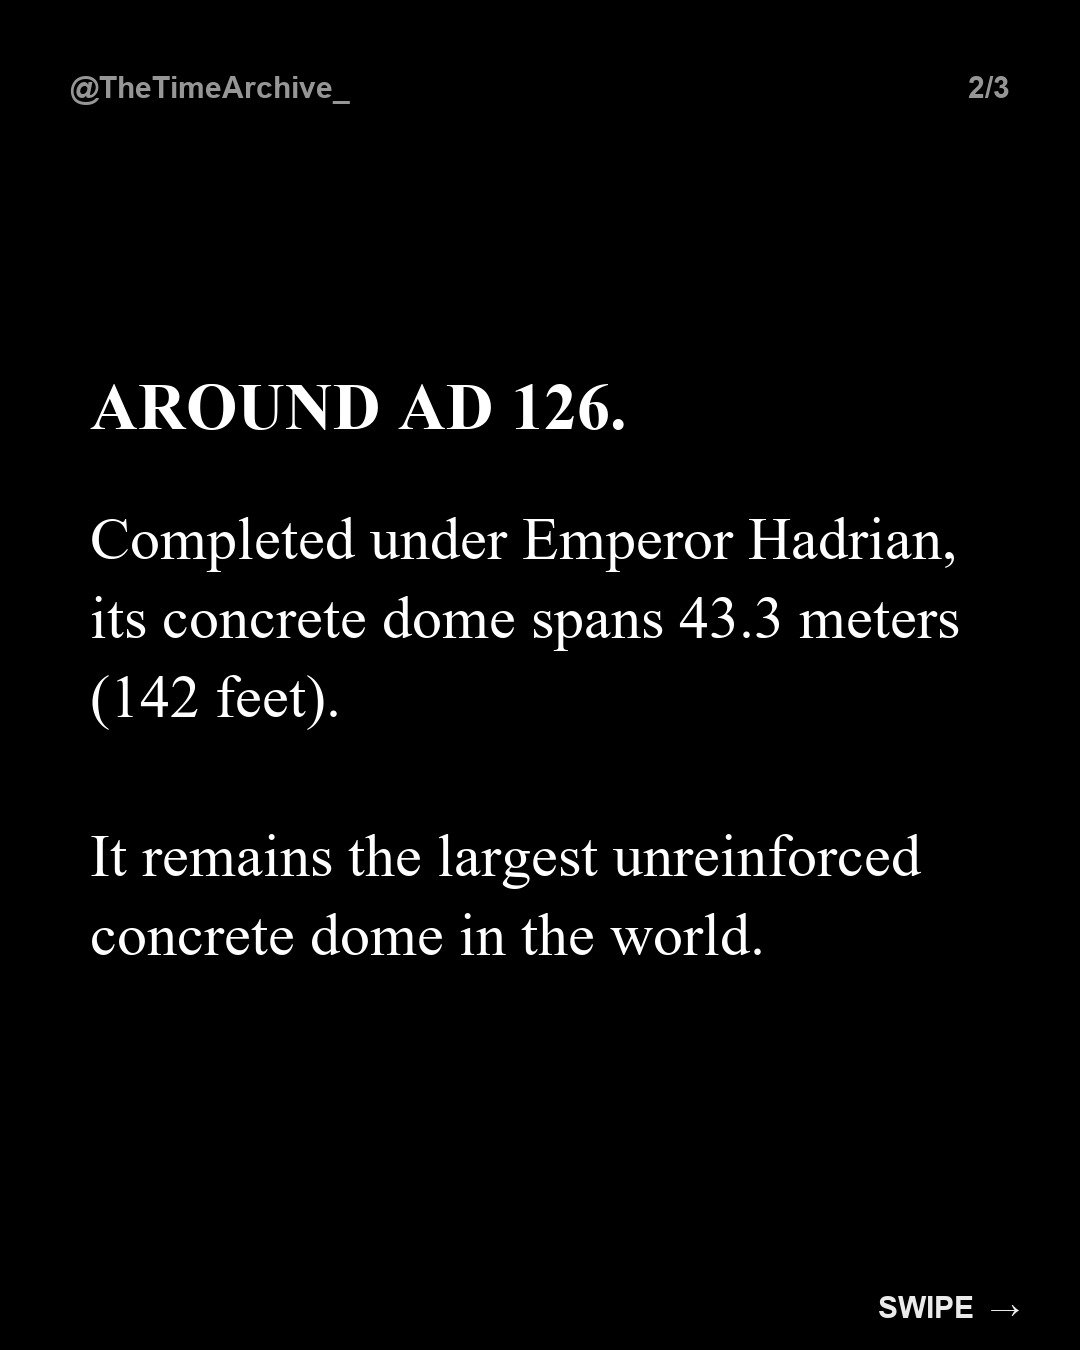 @TheTimeArchive_
2/3
AROUND AD 126.
Completed under Emperor Hadrian,
its concrete dome spans 43.3 meters
(142 feet).
It remains the largest unreinforced
concrete dome in the world.
SWIPE →